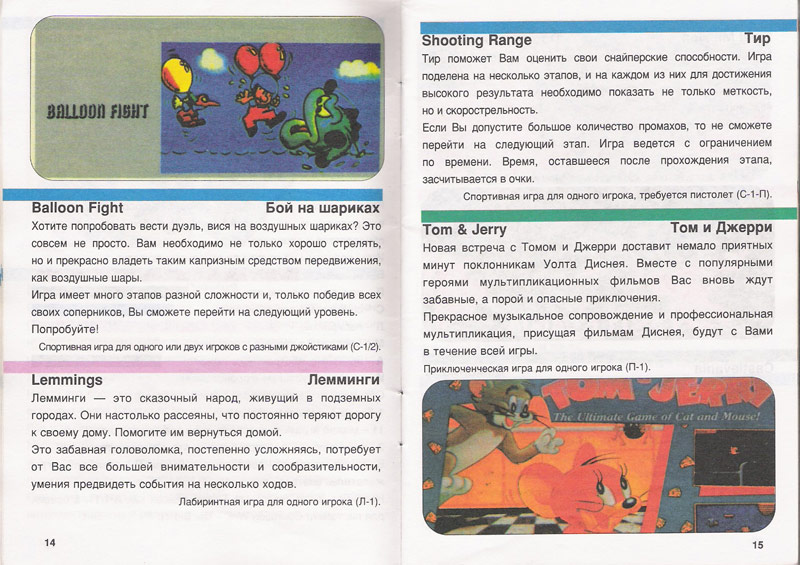 BALLOON FIGHT
Balloon Fight Бой на шариках
Хотите попробовать вести дуэль, вися на воздушных шариках? Это
совсем не просто. Вам необходимо не только хорошо стрелять,
но и прекрасно владеть таким капризным средством передвижения,
как воздушные шары.
Игра имеет много этапов разной сложности и, только победив всех
своих соперников, Вы сможете перейти на следующий уровень.
Попробуйте!
Спортивная игра для одного или двух игроков с разными джойстиками (С-1/2).
Lemmings Лемминги
Лемминги — это сказочный народ, живущий в подземных
городах. Они настолько рассеяны, что постоянно теряют дорогу
к своему дому. Помогите им вернуться домой.
Это забавная головоломка, постепенно усложняясь, потребует
от Вас все большей внимательности и сообразительности,
умения предвидеть события на несколько ходов.
Лабиринтная игра для одного игрока (Л-1).
14
Shooting Range Тир
Тир поможет Вам оценить свои снайперские способности. Игра
поделена на несколько этапов, и на каждом из них для достижения
высокого результата необходимо показать не только меткость,
но и скорострельность.
Если Вы допустите большое количество промахов, то не сможете
перейти на следующий этап. Игра ведется с ограничением
по времени. Время, оставшееся после прохождения этапа,
засчитывается в очки.
Спортивная игра для одного игрока, требуется пистолет (С-1-П).
Tom & Jerry Том и Джерри
Новая встреча с Томом и Джерри доставит немало приятных
минут поклонникам Уолта Диснея. Вместе с популярными
героями мультипликационных фильмов Вас вновь ждут
забавные, а порой и опасные приключения.
Прекрасное музыкальное сопровождение и профессиональная
мультипликация, присущая фильмам Диснея, будут с Вами
в течение всей игры.
Приключенческая игра для одного игрока (П-1).
TOM & JERRY
The Ultimate Game of Cat and Mouse!
15